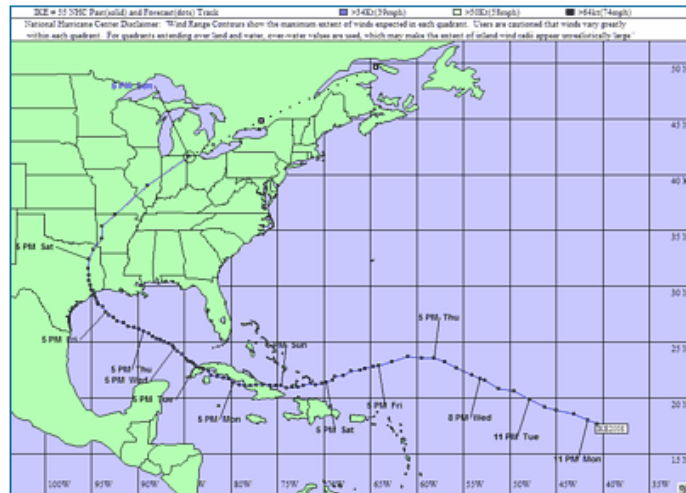 IKE # 55 NHC Past(solid) and Forecast(dots) Track
>34Kt(39mph)
>50Kt(58mph)
>64kt(74mph)
National Hurricane Center Disclaimer: 'Wind Range Contours show the maximum extent of winds expected in each quadrant. Users are cautioned that winds vary greatly
within each quadrant. For quadrants extending over land and water, over-water values are used, which may make the extent of inland wind radii appear unrealistically large'
5 PM Sun
50
45
40
35
5 PM Sat
30
5 PM Thu
25
5 PM Fri
Sun
5 PM Thu
5 PM Wed
5 PM Tue
5 PM Mon
5 PM Sat
5 PM Fri
8 PM Wed
20
11 PM Tue
11 PM Mon
15
100W
95W
90W
85W
80W
75W
70W
65W
60W
55W
50W
45W
40W
35